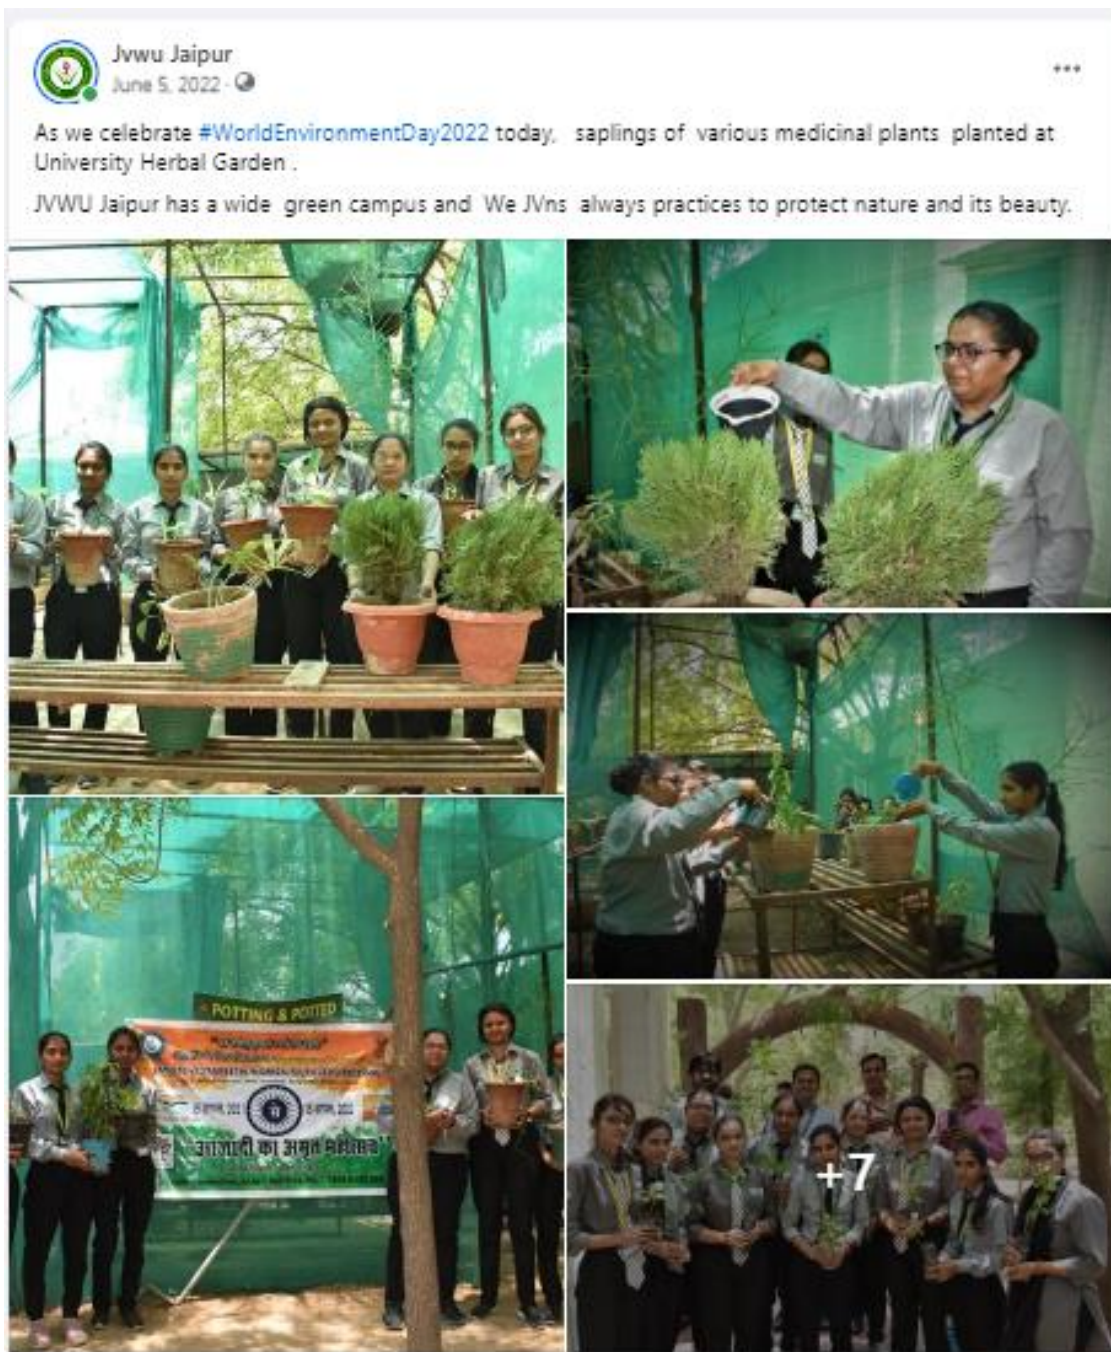 Jvwu Jaipur
June 5, 2022 ·
As we celebrate #WorldEnvironmentDay2022 today, saplings of various medicinal plants planted at
University Herbal Garden .
JVWU Jaipur has a wide green campus and We JVns always practices to protect nature and its beauty.
POTTING & POTTED
आज़ादी का अमृत महोत्सव
+7